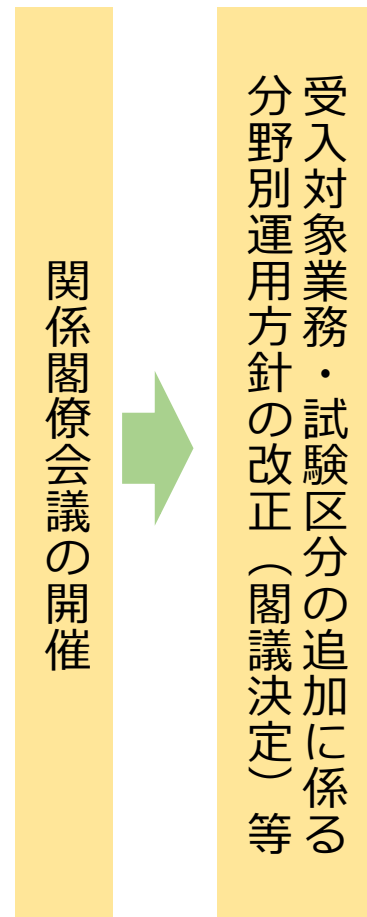 関係閣僚会議の開催
受入対象業務・試験区分の追加に係る
分野別運用方針の改正（閣議決定）等